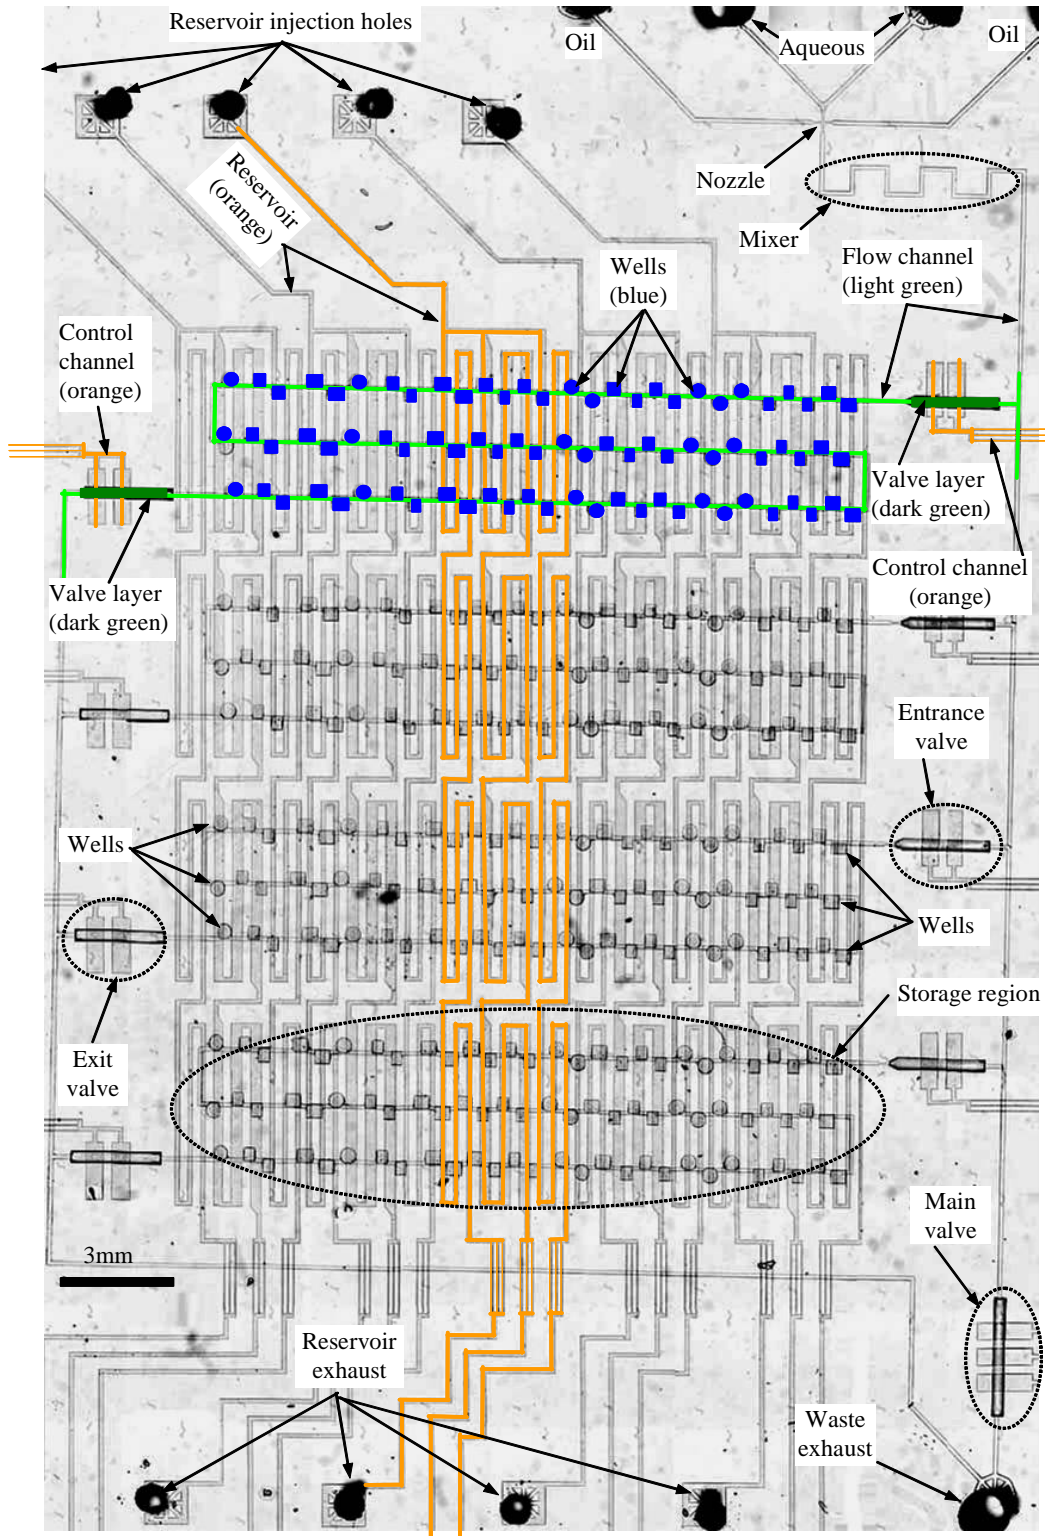 Reservoir injection holes
Oil
Aqueous
Oil
Reservoir
(orange)
Nozzle
Mixer
Wells
(blue)
Flow channel
(light green)
Control
channel
(orange)
Valve layer
(dark green)
Control channel
(orange)
Valve layer
(dark green)
Entrance
valve
Wells
Wells
Storage region
Exit
valve
Main
valve
3mm
Reservoir
exhaust
Waste
exhaust